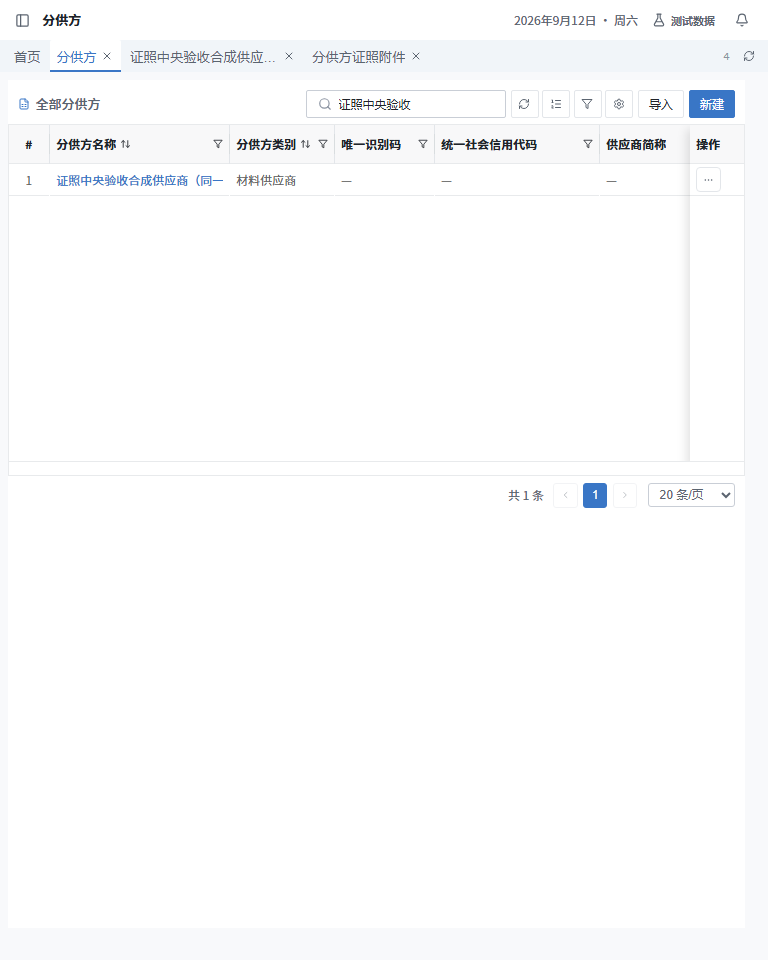 分供方
2026年9月12日 • 周六
测试数据
首页
分供方
证照中央验收合成供应…
分供方证照附件
4
全部分供方
证照中央验收
导入
新建
# 分供方名称 分供方类别 唯一识别码 统一社会信用代码 供应商简称 操作
1 证照中央验收合成供应商（同一 材料供应商 — — — ···
共 1 条
1
20 条/页